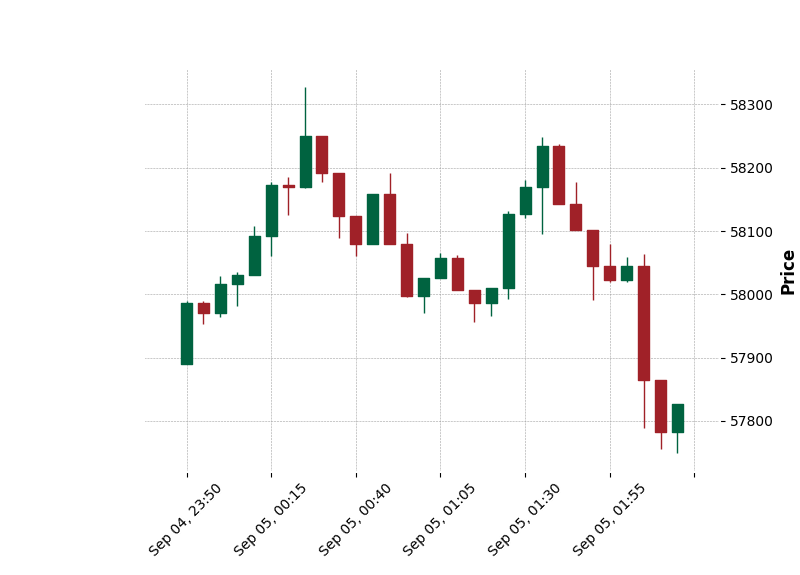 58300
58200
58100
58000
57900
57800
Price
Sep 04, 23:50
Sep 05, 00:15
Sep 05, 00:40
Sep 05, 01:05
Sep 05, 01:30
Sep 05, 01:55